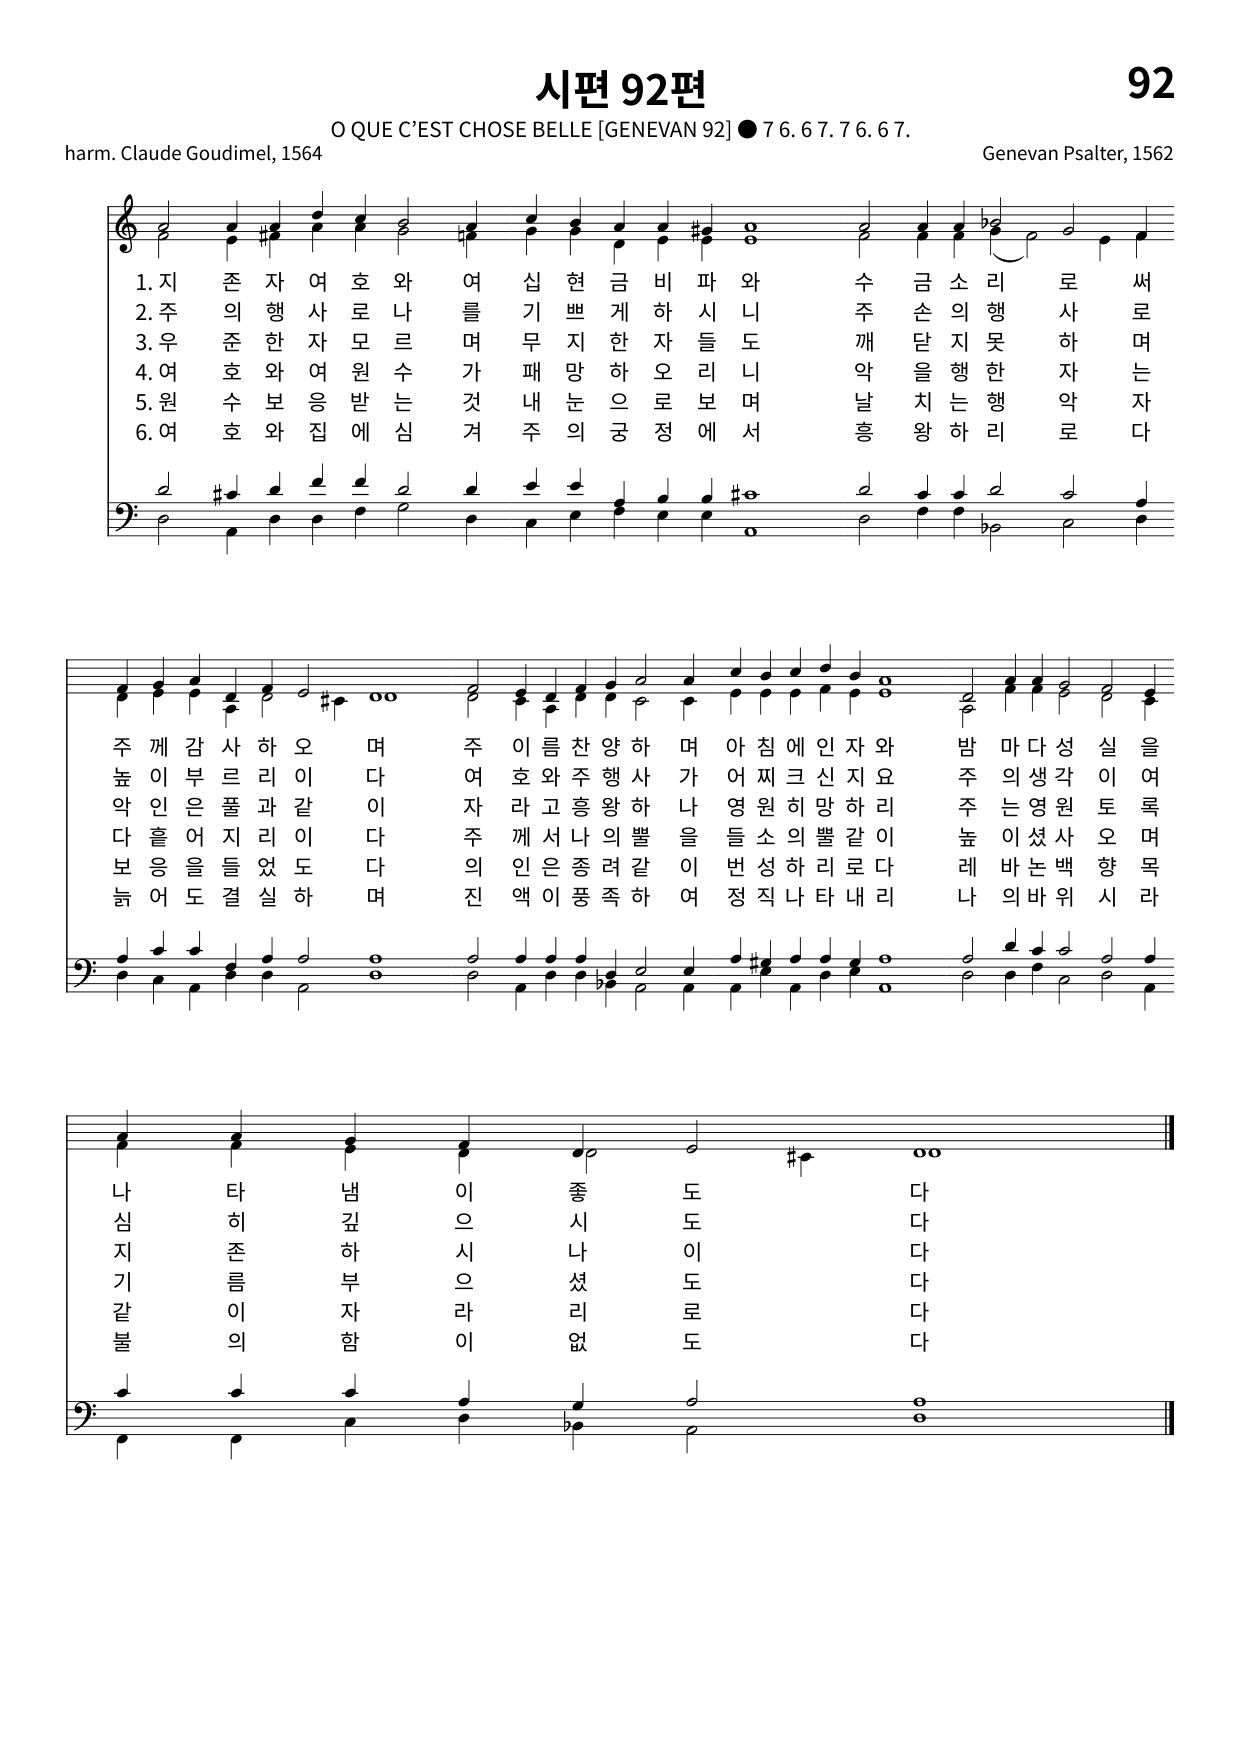 시편 92편
92
O QUE C’EST CHOSE BELLE [GENEVAN 92] ● 7 6. 6 7. 7 6. 6 7.
harm. Claude Goudimel, 1564
Genevan Psalter, 1562
1. 지 존 자 여 호 와 여 십 현 금 비 파 와 수 금 소 리 로 써
2. 주 의 행 사 로 나 를 기 쁘 게 하 시 니 주 손 의 행 사 로
3. 우 준 한 자 모 르 며 무 지 한 자 들 도 깨 닫 지 못 하 며
4. 여 호 와 여 원 수 가 패 망 하 오 리 니 악 을 행 한 자 는
5. 원 수 보 응 받 는 것 내 눈 으 로 보 며 날 치 는 행 악 자
6. 여 호 와 집 에 심 겨 주 의 궁 정 에 서 흥 왕 하 리 로 다
주 께 감 사 하 오 며 주 이 름 찬 양 하 며 아 침 에 인 자 와 밤 마 다 성 실 을
높 이 부 르 리 이 다 여 호 와 주 행 사 가 어 찌 크 신 지 요 주 의 생 각 이 여
악 인 은 풀 과 같 이 자 라 고 흥 왕 하 나 영 원 히 망 하 리 주 는 영 원 토 록
다 흩 어 지 리 이 다 주 께 서 나 의 뿔 을 들 소 의 뿔 같 이 높 이 셨 사 오 며
보 응 을 들 었 도 다 의 인 은 종 려 같 이 번 성 하 리 로 다 레 바 논 백 향 목
늙 어 도 결 실 하 며 진 액 이 풍 족 하 여 정 직 나 타 내 리 나 의 바 위 시 라
나 타 냄 이 좋 도 다
심 히 깊 으 시 도 다
지 존 하 시 나 이 다
기 름 부 으 셨 도 다
같 이 자 라 리 로 다
불 의 함 이 없 도 다